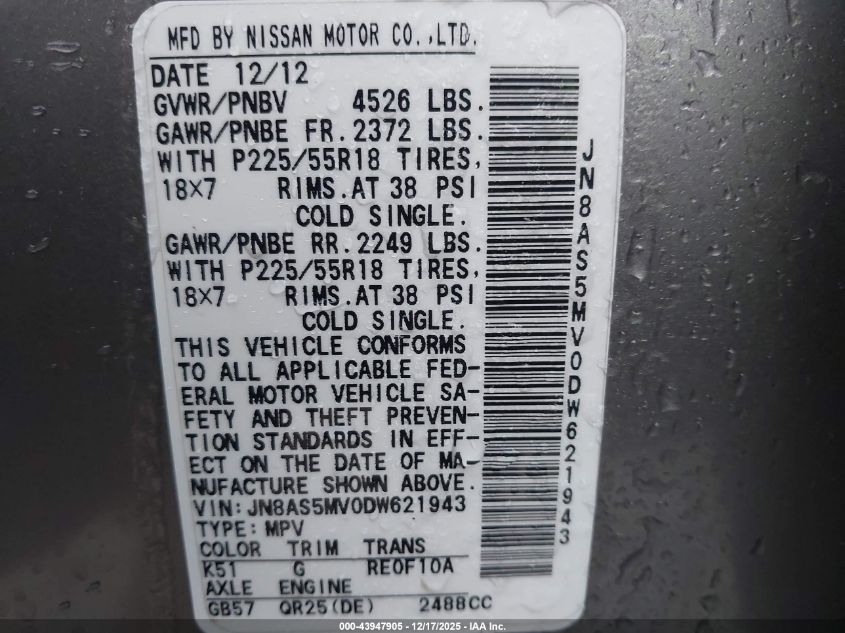 MFD BY NISSAN MOTOR CO.,LTD.
DATE 12/12
GVWR/PNBV 4526 LBS.
GAWR/PNBE FR.2372 LBS.
WITH P225/55R18 TIRES,
18X7 RIMS.AT 38 PSI
COLD SINGLE.
GAWR/PNBE RR.2249 LBS.
WITH P225/55R18 TIRES,
18X7 RIMS.AT 38 PSI
COLD SINGLE.
THIS VEHICLE CONFORMS
TO ALL APPLICABLE FED-
ERAL MOTOR VEHICLE SA-
FETY AND THEFT PREVEN-
TION STANDARDS IN EFF-
ECT ON THE DATE OF MA-
NUFACTURE SHOWN ABOVE.
VIN:JN8AS5MV0DW621943
TYPE:MPV
COLOR TRIM TRANS
K51 G RE0F10A
AXLE ENGINE
GB57 QR25(DE) 2488CC
JN8AS5MV0DW621943
000-43947905 - 12/17/2025 - IAA Inc.